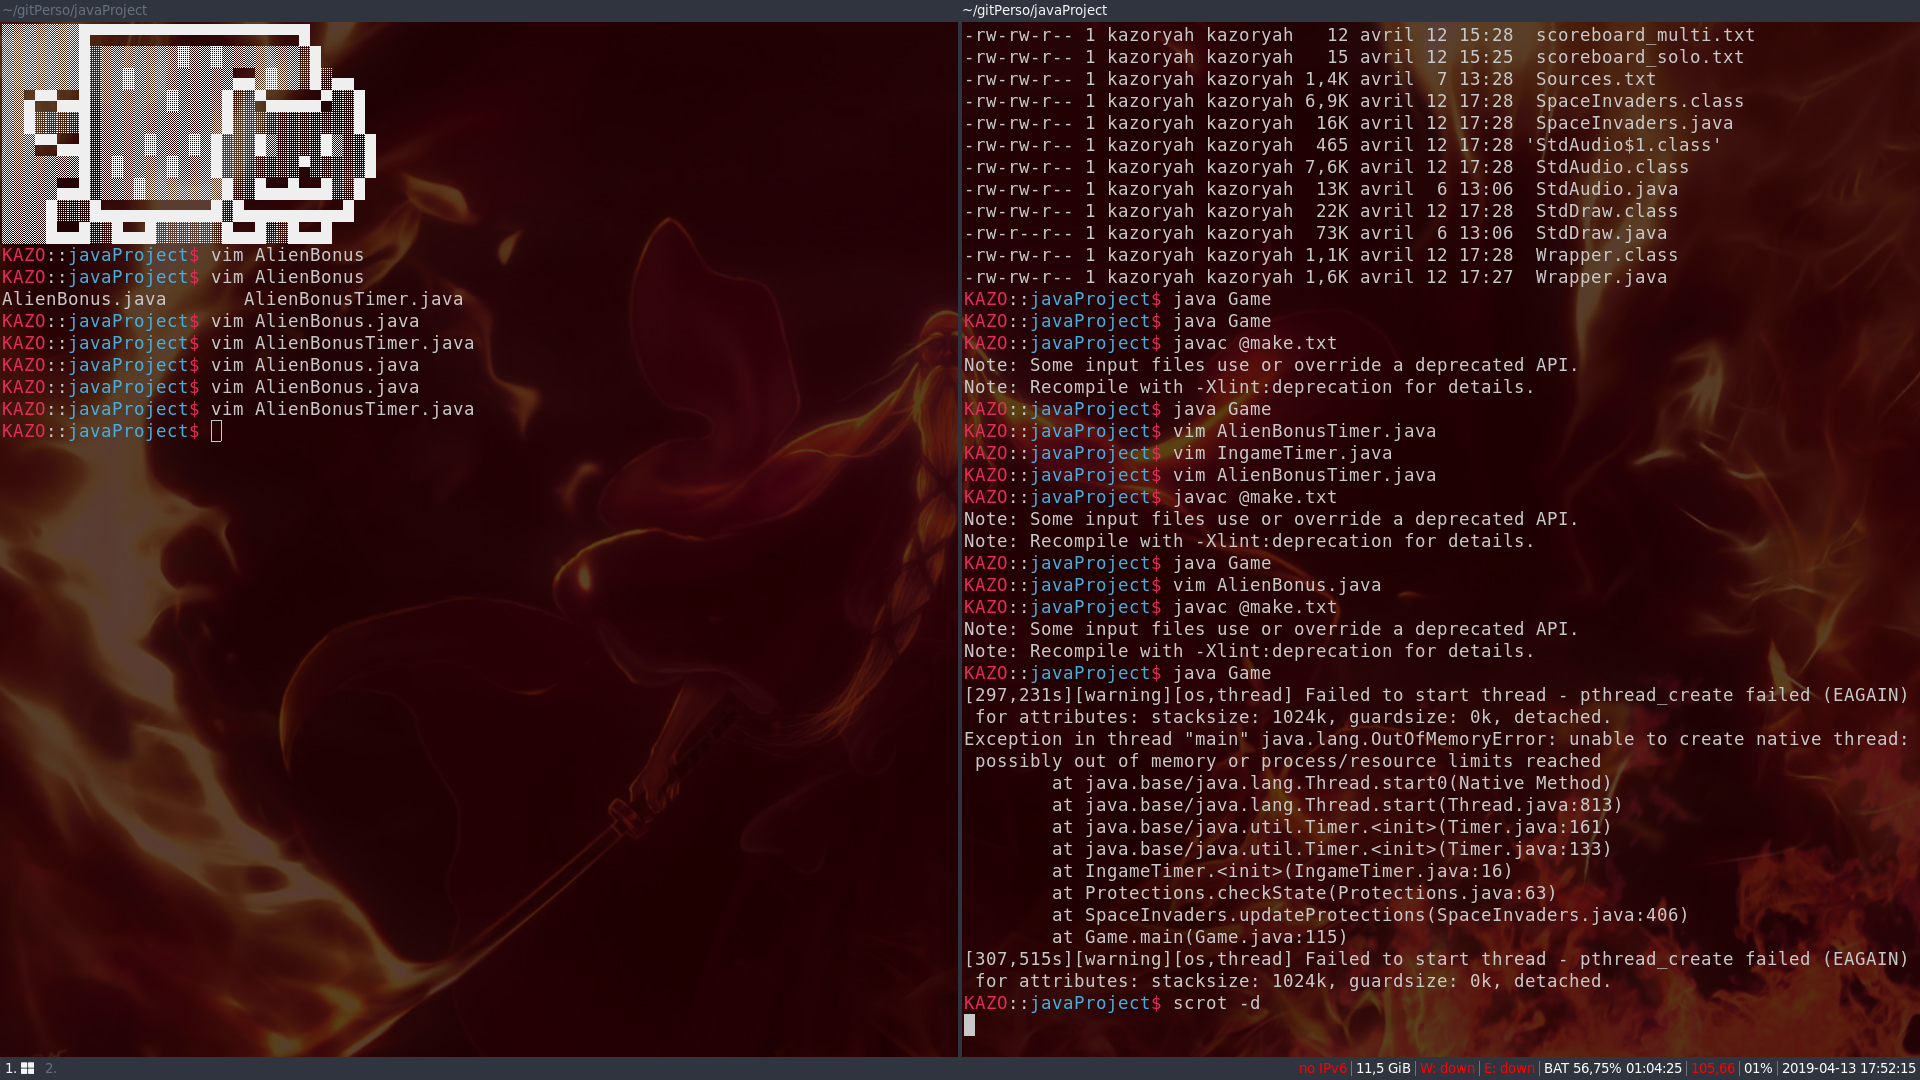 ~/gitPerso/javaProject
KAZO::javaProject$ vim AlienBonus
KAZO::javaProject$ vim AlienBonus
AlienBonus.java       AlienBonusTimer.java
KAZO::javaProject$ vim AlienBonus.java
KAZO::javaProject$ vim AlienBonusTimer.java
KAZO::javaProject$ vim AlienBonus.java
KAZO::javaProject$ vim AlienBonus.java
KAZO::javaProject$ vim AlienBonusTimer.java
KAZO::javaProject$
~/gitPerso/javaProject
-rw-rw-r-- 1 kazoryah kazoryah   12 avril 12 15:28  scoreboard_multi.txt
-rw-rw-r-- 1 kazoryah kazoryah   15 avril 12 15:25  scoreboard_solo.txt
-rw-rw-r-- 1 kazoryah kazoryah 1,4K avril  7 13:28  Sources.txt
-rw-rw-r-- 1 kazoryah kazoryah 6,9K avril 12 17:28  SpaceInvaders.class
-rw-rw-r-- 1 kazoryah kazoryah  16K avril 12 17:28  SpaceInvaders.java
-rw-rw-r-- 1 kazoryah kazoryah  465 avril 12 17:28 'StdAudio$1.class'
-rw-rw-r-- 1 kazoryah kazoryah 7,6K avril 12 17:28  StdAudio.class
-rw-rw-r-- 1 kazoryah kazoryah  13K avril  6 13:06  StdAudio.java
-rw-rw-r-- 1 kazoryah kazoryah  22K avril 12 17:28  StdDraw.class
-rw-r--r-- 1 kazoryah kazoryah  73K avril  6 13:06  StdDraw.java
-rw-rw-r-- 1 kazoryah kazoryah 1,1K avril 12 17:28  Wrapper.class
-rw-rw-r-- 1 kazoryah kazoryah 1,6K avril 12 17:27  Wrapper.java
KAZO::javaProject$ java Game
KAZO::javaProject$ java Game
KAZO::javaProject$ javac @make.txt
Note: Some input files use or override a deprecated API.
Note: Recompile with -Xlint:deprecation for details.
KAZO::javaProject$ java Game
KAZO::javaProject$ vim AlienBonusTimer.java
KAZO::javaProject$ vim IngameTimer.java
KAZO::javaProject$ vim AlienBonusTimer.java
KAZO::javaProject$ javac @make.txt
Note: Some input files use or override a deprecated API.
Note: Recompile with -Xlint:deprecation for details.
KAZO::javaProject$ java Game
KAZO::javaProject$ vim AlienBonus.java
KAZO::javaProject$ javac @make.txt
Note: Some input files use or override a deprecated API.
Note: Recompile with -Xlint:deprecation for details.
KAZO::javaProject$ java Game
[297,231s][warning][os,thread] Failed to start thread - pthread_create failed (EAGAIN)
 for attributes: stacksize: 1024k, guardsize: 0k, detached.
Exception in thread "main" java.lang.OutOfMemoryError: unable to create native thread:
 possibly out of memory or process/resource limits reached
        at java.base/java.lang.Thread.start0(Native Method)
        at java.base/java.lang.Thread.start(Thread.java:813)
        at java.base/java.util.Timer.<init>(Timer.java:161)
        at java.base/java.util.Timer.<init>(Timer.java:133)
        at IngameTimer.<init>(IngameTimer.java:16)
        at Protections.checkState(Protections.java:63)
        at SpaceInvaders.updateProtections(SpaceInvaders.java:406)
        at Game.main(Game.java:115)
[307,515s][warning][os,thread] Failed to start thread - pthread_create failed (EAGAIN)
 for attributes: stacksize: 1024k, guardsize: 0k, detached.
KAZO::javaProject$ scrot -d
1. 2. no IPv6|11,5 GiB|W: down|E: down|BAT 56,75% 01:04:25|105,66|01%|2019-04-13 17:52:15